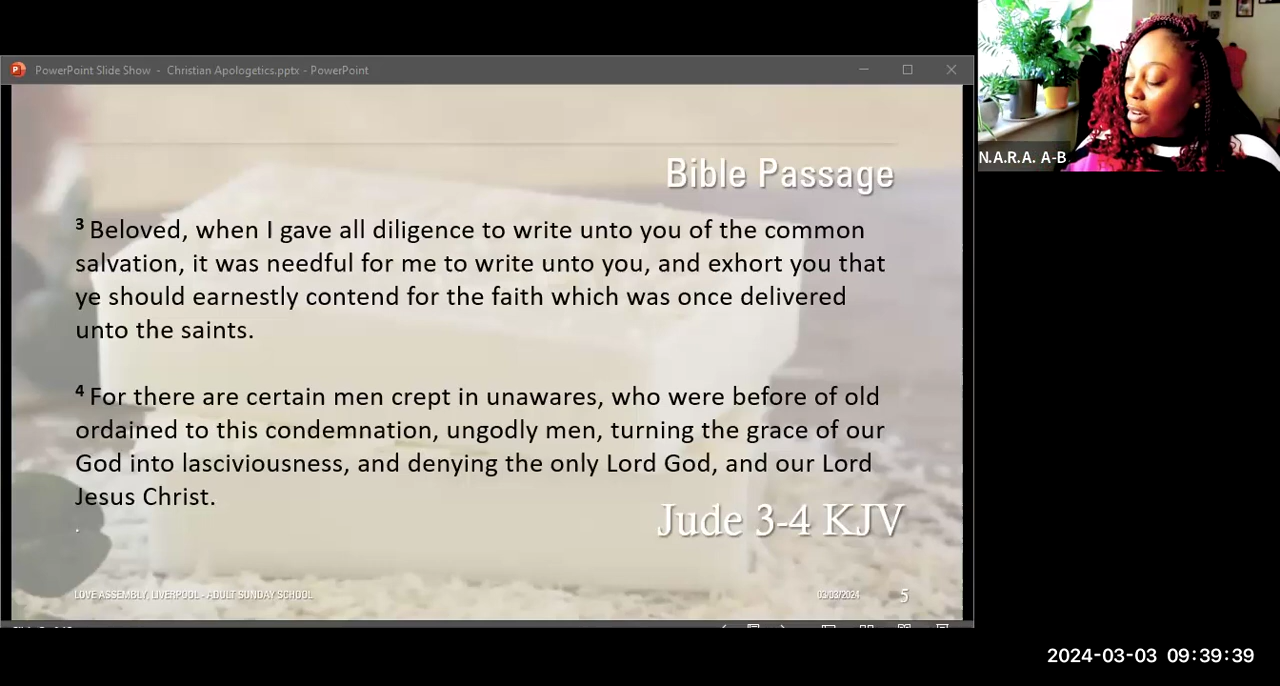 PowerPoint Slide Show - Christian Apologetics.pptx - PowerPoint
N.A.R.A. A-B
Bible Passage
3 Beloved, when I gave all diligence to write unto you of the common
salvation, it was needful for me to write unto you, and exhort you that
ye should earnestly contend for the faith which was once delivered
unto the saints.
4 For there are certain men crept in unawares, who were before of old
ordained to this condemnation, ungodly men, turning the grace of our
God into lasciviousness, and denying the only Lord God, and our Lord
Jesus Christ.
.
Jude 3-4 KJV
LOVE ASSEMBLY, LIVERPOOL - ADULT SUNDAY SCHOOL 03/03/2024 5
2024-03-03 09:39:39